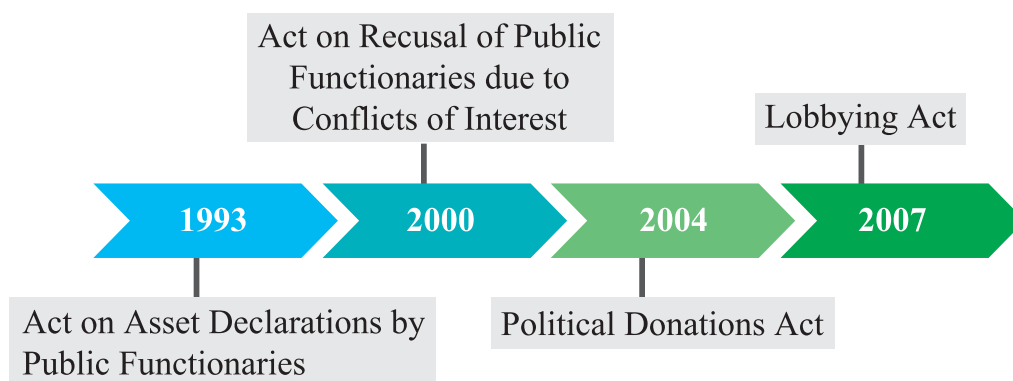 Act on Recusal of Public
Functionaries due to
Conflicts of Interest
Lobbying Act
1993
2000
2004
2007
Act on Asset Declarations by
Public Functionaries
Political Donations Act